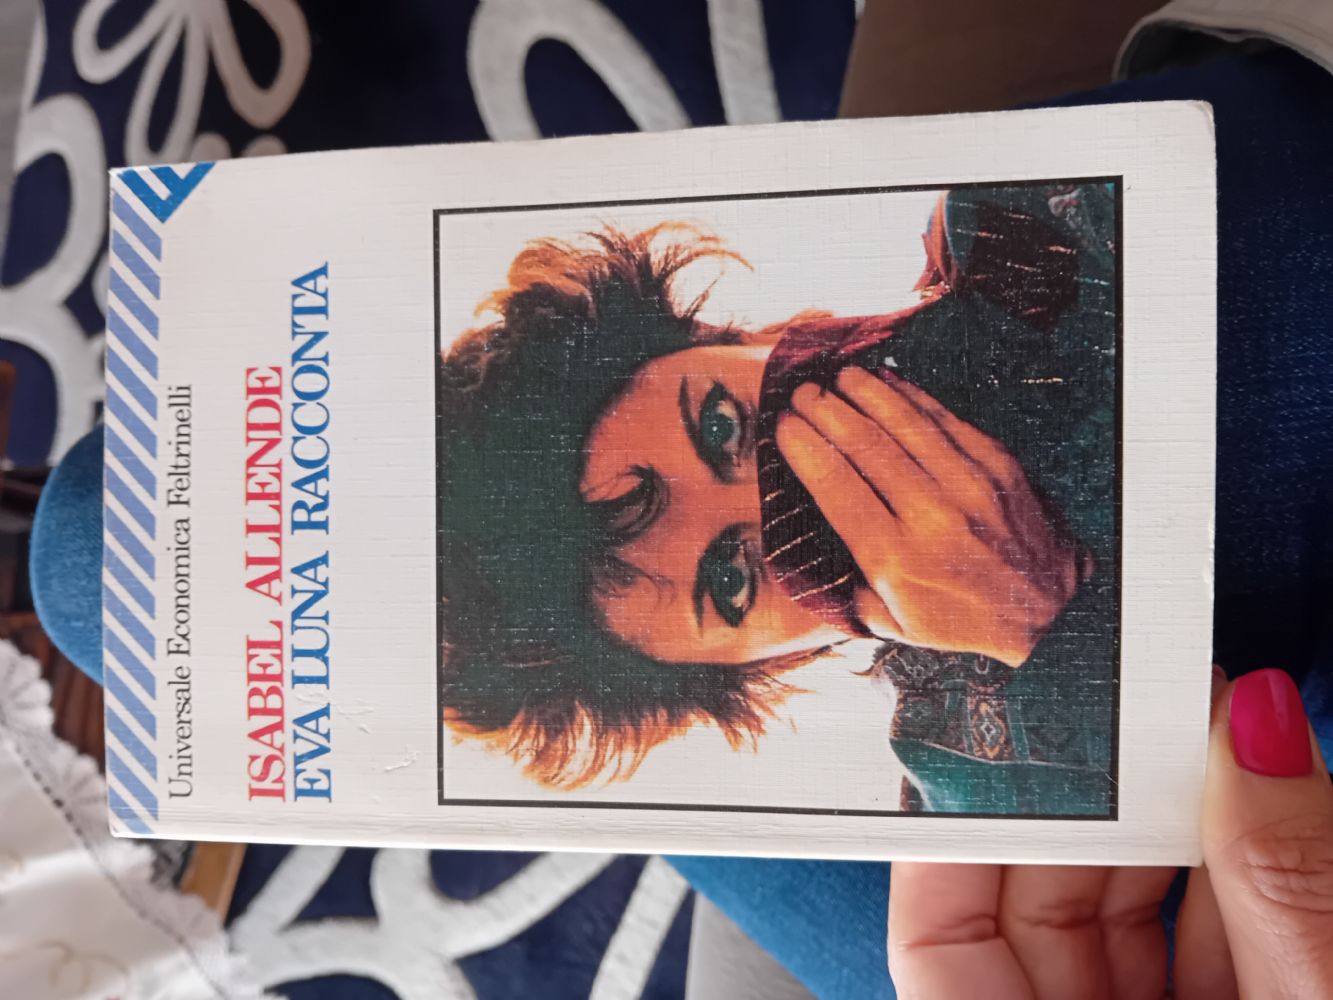 Universale Economica Feltrinelli
ISABEL ALLENDE
EVA LUNA RACCONTA